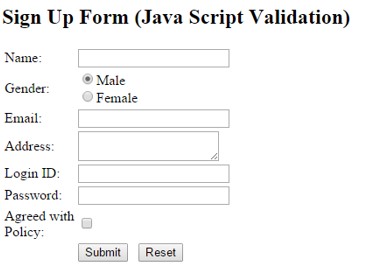 Sign Up Form (Java Script Validation)
Name:
Gender:
Male
Female
Email:
Address:
Login ID:
Password:
Agreed with
Policy:
Submit Reset